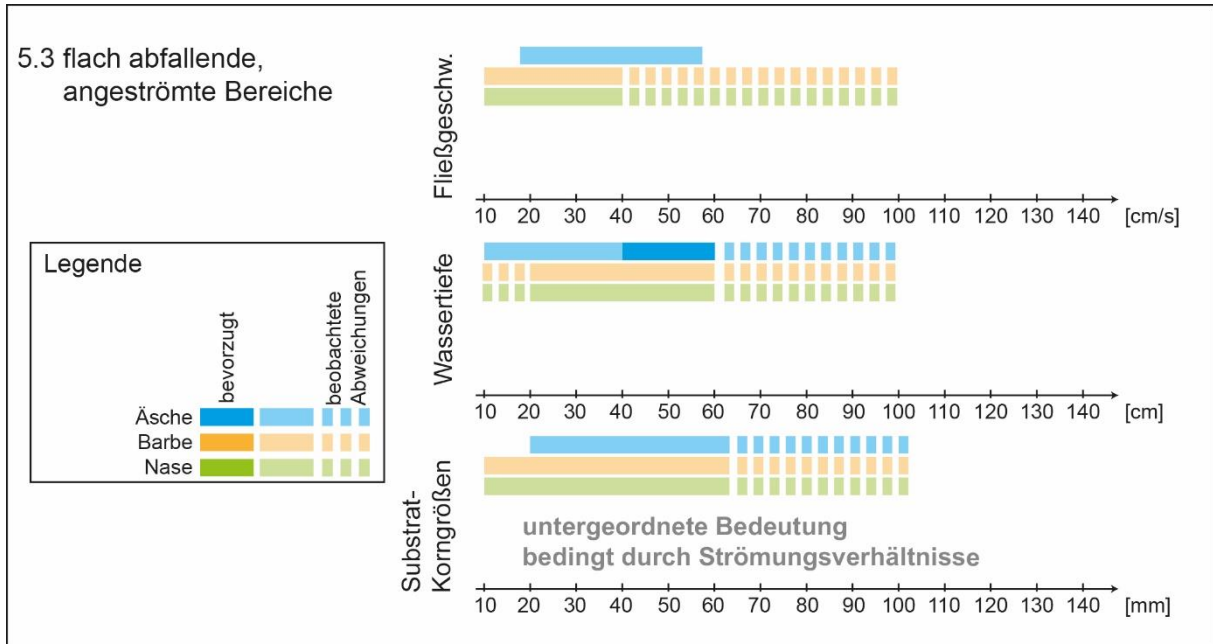 5.3 flach abfallende,
angeströmte Bereiche
Fließgeschw.
10 20 30 40 50 60 70 80 90 100 110 120 130 140 [cm/s]
Wassertiefe
10 20 30 40 50 60 70 80 90 100 110 120 130 140 [cm]
Substrat-
Korngrößen
untergeordnete Bedeutung
bedingt durch Strömungsverhältnisse
10 20 30 40 50 60 70 80 90 100 110 120 130 140 [mm]
Legende
bevorzugt
beobachtete
Abweichungen
Äsche
Barbe
Nase